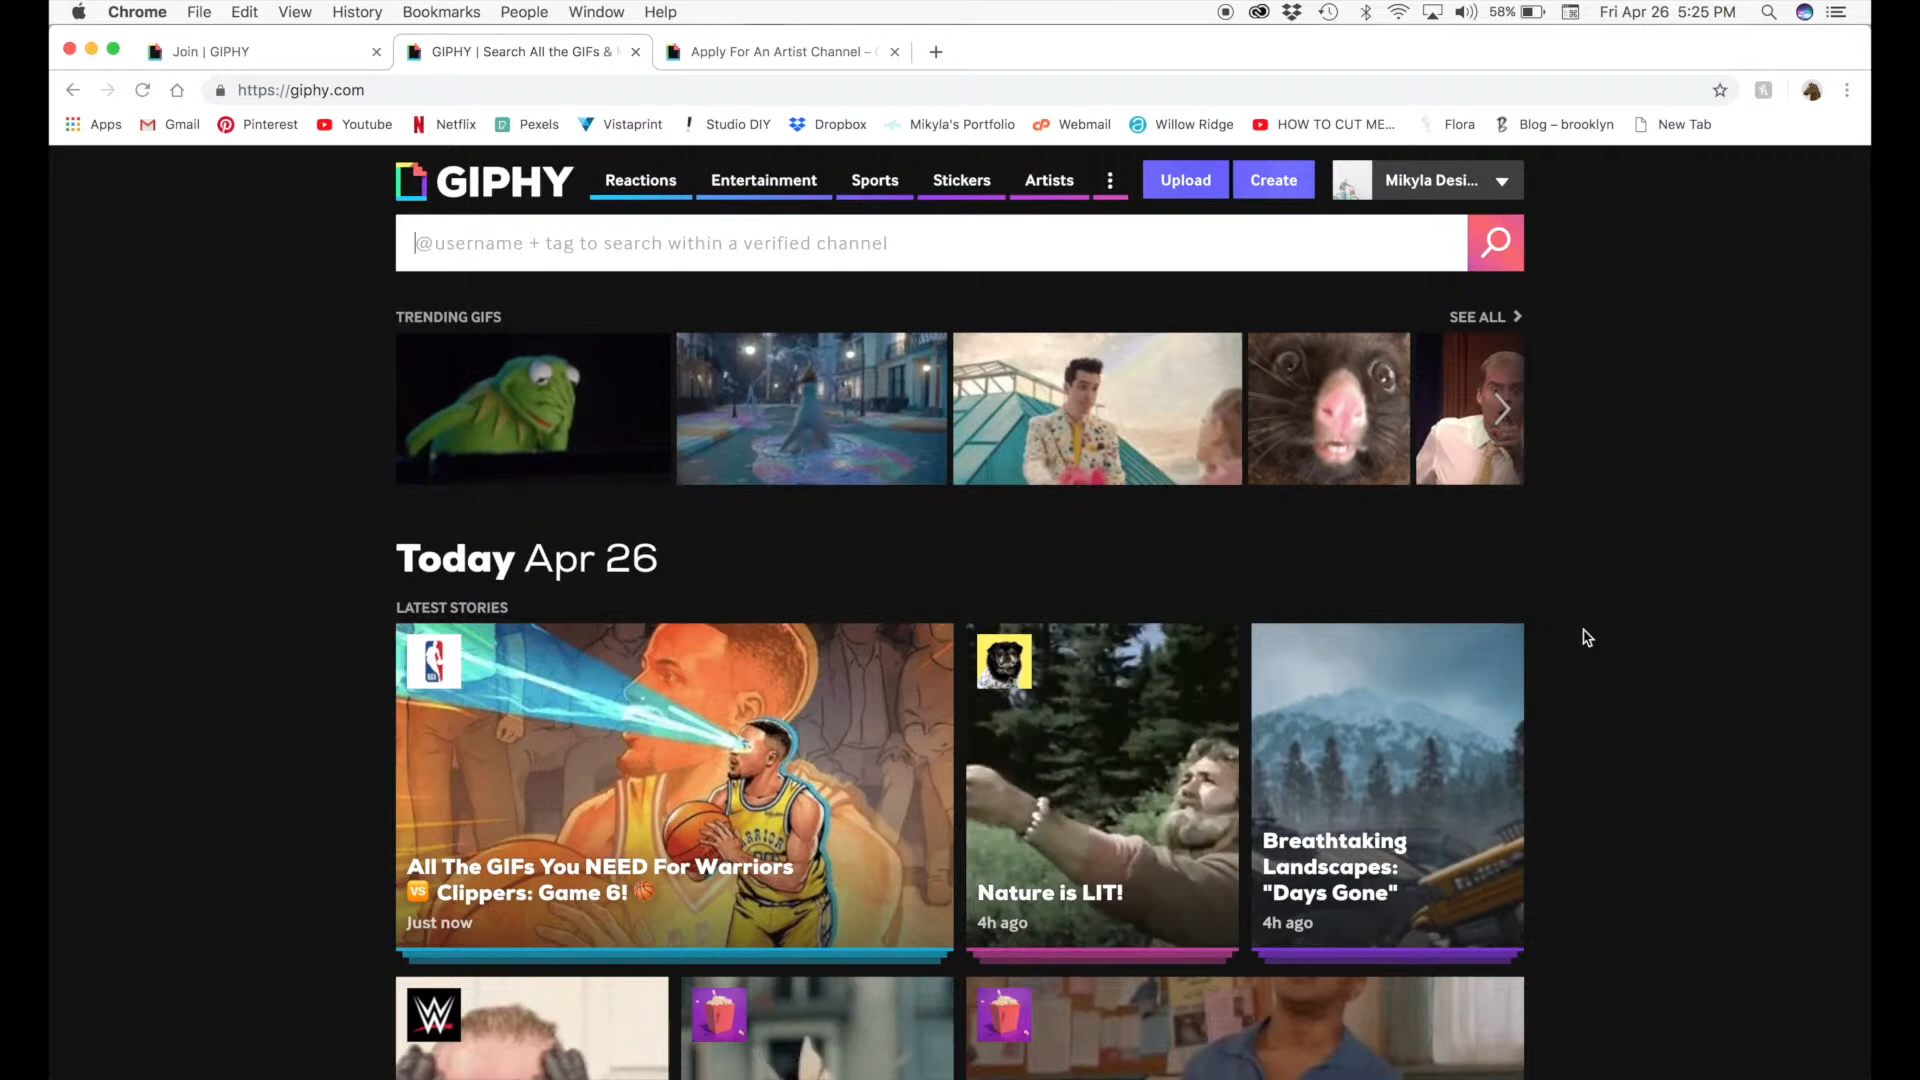 Chrome File Edit View History Bookmarks People Window Help 58% Fri Apr 26 5:25 PM
Join | GIPHY GIPHY | Search All the GIFs & Apply For An Artist Channel –
https://giphy.com
Apps Gmail Pinterest Youtube Netflix Pexels Vistaprint Studio DIY Dropbox Mikyla's Portfolio Webmail Willow Ridge HOW TO CUT ME... Flora Blog – brooklyn New Tab
GIPHY Reactions Entertainment Sports Stickers Artists Upload Create Mikyla Desi...
@username + tag to search within a verified channel
TRENDING GIFS SEE ALL
Today Apr 26
LATEST STORIES
NBA
WARRIORS
All The GIFs You NEED For Warriors
VS Clippers: Game 6!
Just now
Nature is LIT!
4h ago
Breathtaking
Landscapes:
"Days Gone"
4h ago
W